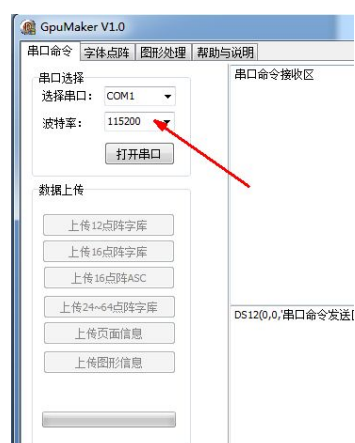 GpuMaker V1.0
串口命令 字体点阵 图形处理 帮助与说明
串口选择
选择串口： COM1
波特率： 115200
打开串口
数据上传
上传12点阵字库
上传16点阵字库
上传16点阵ASC
上传24~64点阵字库
上传页面信息
上传图形信息
串口命令接收区
DS12(0,0,'串口命令发送